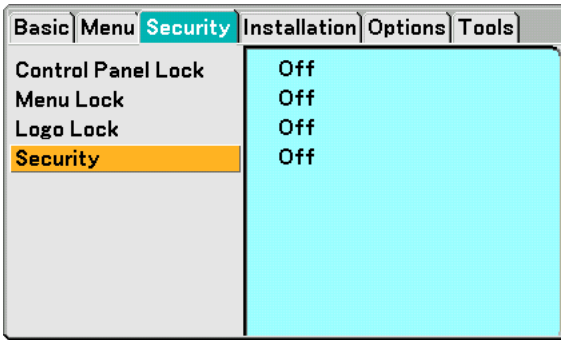 Basic Menu Security Installation Options Tools
Control Panel Lock Off
Menu Lock Off
Logo Lock Off
Security Off